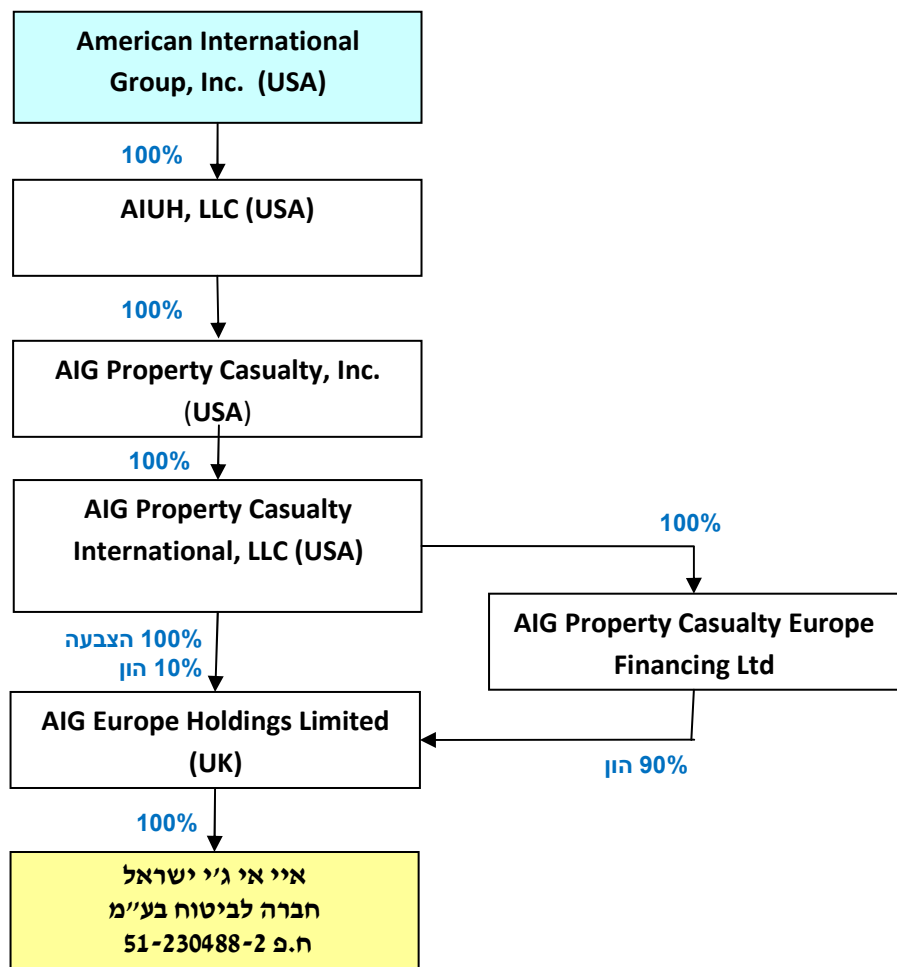 American International
Group, Inc. (USA)
100%
AIUH, LLC (USA)
100%
AIG Property Casualty, Inc.
(USA)
100%
AIG Property Casualty
International, LLC (USA)
100%
AIG Property Casualty Europe
Financing Ltd
100% הצבעה
10% הון
AIG Europe Holdings Limited
(UK)
90% הון
100%
איי אי ג'י ישראל
חברה לביטוח בע"מ
ח.פ 51-230488-2